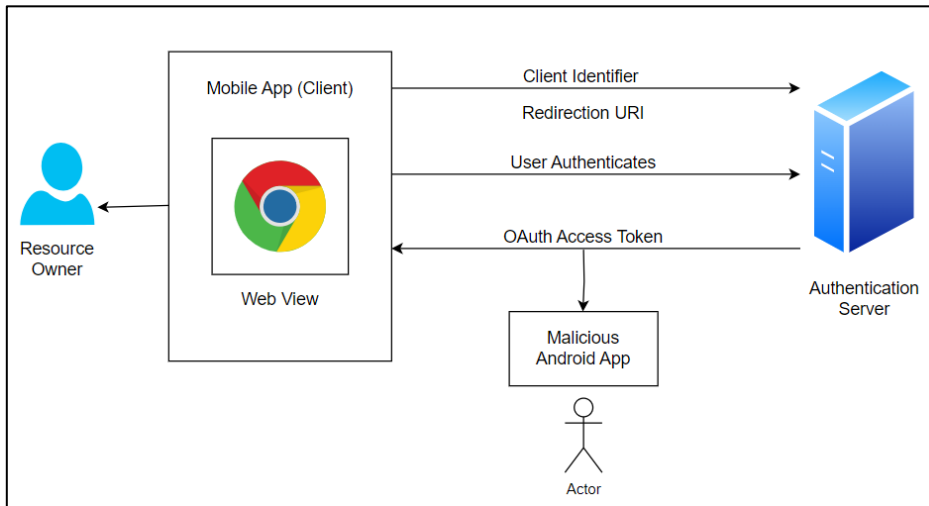 Mobile App (Client)
Client Identifier
Redirection URI
User Authenticates
OAuth Access Token
Resource
Owner
Web View
Authentication
Server
Malicious
Android App
Actor